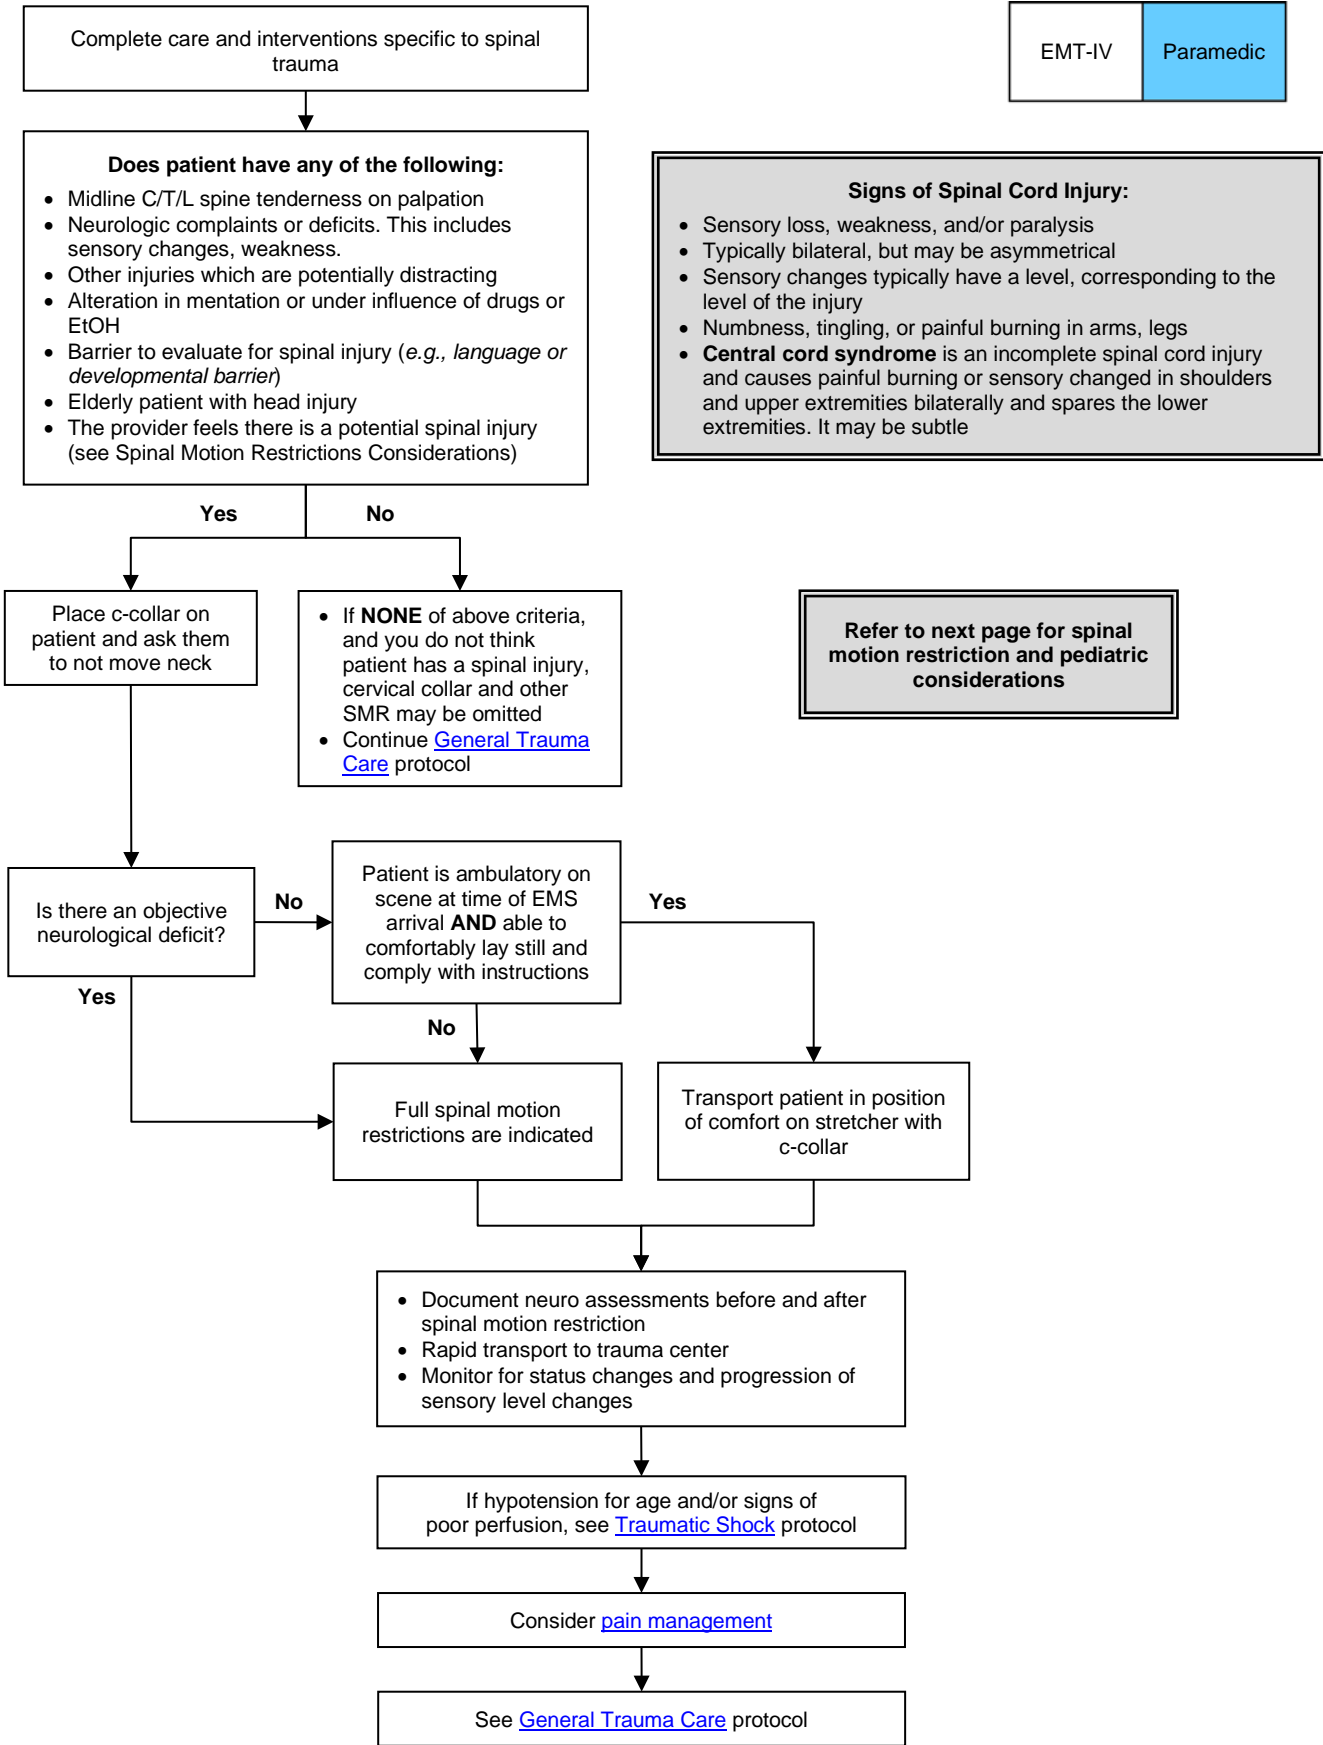 Complete care and interventions specific to spinal
trauma
EMT-IV
Paramedic
Does patient have any of the following:
• Midline C/T/L spine tenderness on palpation
• Neurologic complaints or deficits. This includes
sensory changes, weakness.
• Other injuries which are potentially distracting
• Alteration in mentation or under influence of drugs or
EtOH
• Barrier to evaluate for spinal injury (e.g., language or
developmental barrier)
• Elderly patient with head injury
• The provider feels there is a potential spinal injury
(see Spinal Motion Restrictions Considerations)
Signs of Spinal Cord Injury:
• Sensory loss, weakness, and/or paralysis
• Typically bilateral, but may be asymmetrical
• Sensory changes typically have a level, corresponding to the
level of the injury
• Numbness, tingling, or painful burning in arms, legs
• Central cord syndrome is an incomplete spinal cord injury
and causes painful burning or sensory changed in shoulders
and upper extremities bilaterally and spares the lower
extremities. It may be subtle
Yes
No
Place c-collar on
patient and ask them
to not move neck
• If NONE of above criteria,
and you do not think
patient has a spinal injury,
cervical collar and other
SMR may be omitted
• Continue General Trauma
Care protocol
Refer to next page for spinal
motion restriction and pediatric
considerations
Is there an objective
neurological deficit?
No
Patient is ambulatory on
scene at time of EMS
arrival AND able to
comfortably lay still and
comply with instructions
Yes
Yes
No
Full spinal motion
restrictions are indicated
Transport patient in position
of comfort on stretcher with
c-collar
• Document neuro assessments before and after
spinal motion restriction
• Rapid transport to trauma center
• Monitor for status changes and progression of
sensory level changes
If hypotension for age and/or signs of
poor perfusion, see Traumatic Shock protocol
Consider pain management
See General Trauma Care protocol